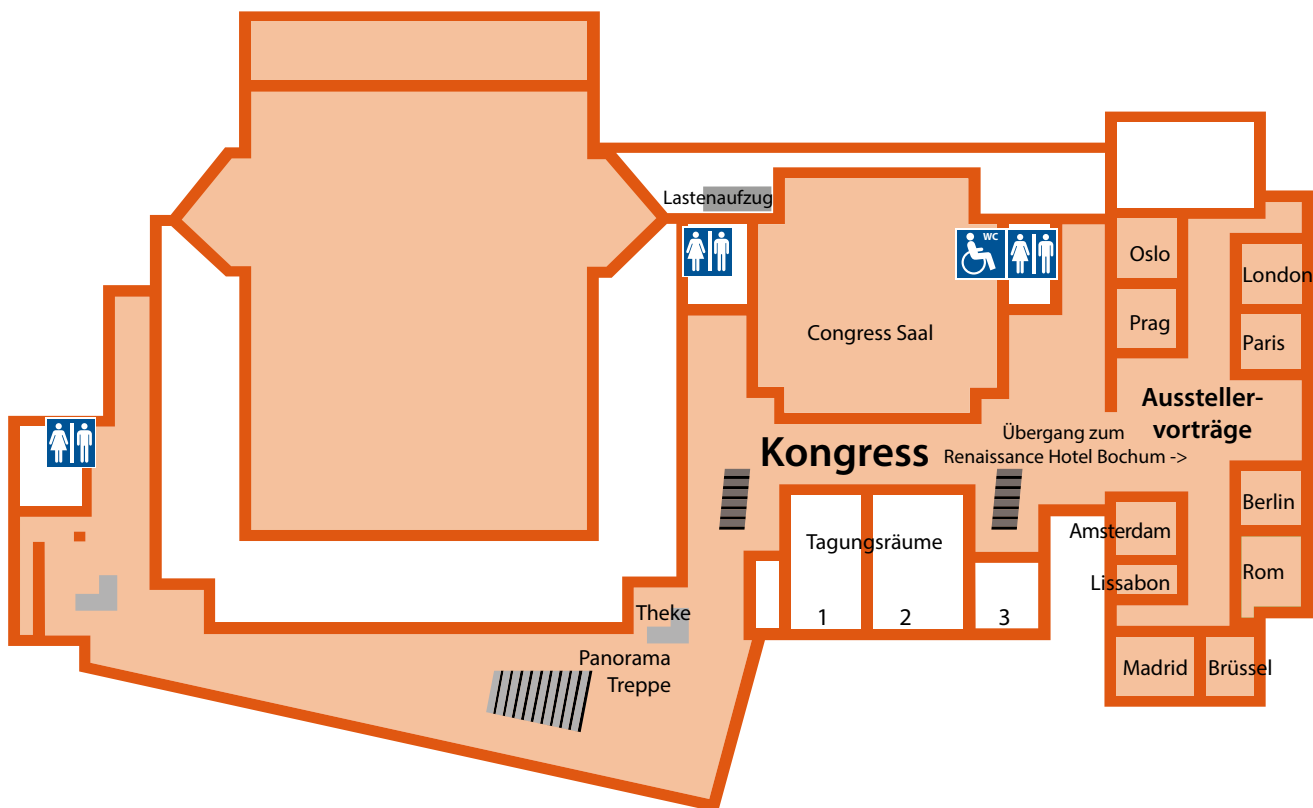 Lastenaufzug
WC
Oslo
London
Prag
Paris
Congress Saal
Aussteller-
vorträge
Kongress
Übergang zum
Renaissance Hotel Bochum ->
Berlin
Amsterdam
Tagungsräume
Rom
Lissabon
1
2
3
Theke
Panorama
Treppe
Madrid
Brüssel